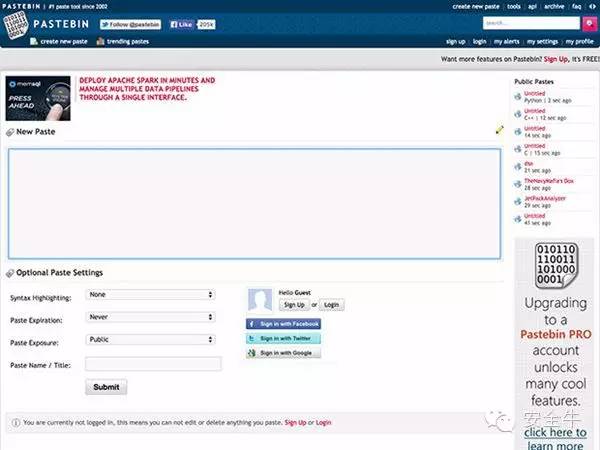 PASTEBIN | #1 paste tool since 2002
create new paste | tools | api | archive | faq
PASTEBIN
Follow @pastebin
Like
205k
search...
create new paste
trending pastes
sign up | login | my alerts | my settings | my profile
Want more features on Pastebin? Sign Up, it's FREE!
memsql
PRESS
AHEAD
DEPLOY APACHE SPARK IN MINUTES AND
MANAGE MULTIPLE DATA PIPELINES
THROUGH A SINGLE INTERFACE.
New Paste
Optional Paste Settings
Syntax Highlighting:
None
Paste Expiration:
Never
Paste Exposure:
Public
Paste Name / Title:
Submit
Hello Guest
Sign Up or Login
Sign in with Facebook
Sign in with Twitter
Sign in with Google
You are currently not logged in, this means you can not edit or delete anything you paste. Sign Up or Login
Public Pastes
Untitled
Python | 2 sec ago
Untitled
C++ | 12 sec ago
Untitled
14 sec ago
Untitled
C | 15 sec ago
dse
21 sec ago
TheNavyMafia's Dox
28 sec ago
JetPackAnalyzer
29 sec ago
Untitled
41 sec ago
010110
110011
101000
0001
Upgrading
to a
Pastebin PRO
account
unlocks
many cool
features.
click here to
learn more
安全牛